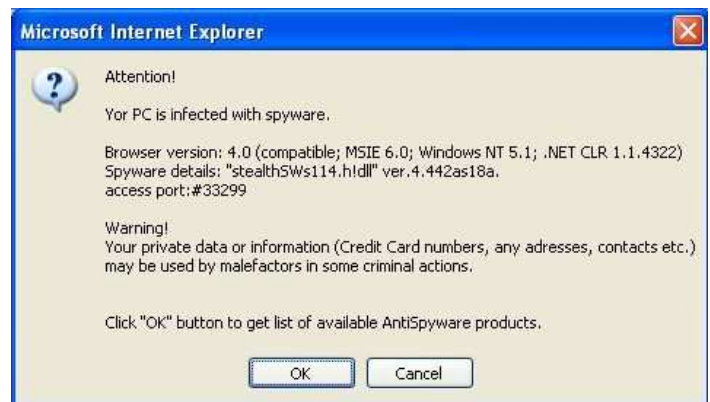 Microsoft Internet Explorer
?
Attention!
Yor PC is infected with spyware.
Browser version: 4.0 (compatible; MSIE 6.0; Windows NT 5.1; .NET CLR 1.1.4322)
Spyware details: "stealthSWs114.h!dll" ver.4.442as18a.
access port:#33299
Warning!
Your private data or information (Credit Card numbers, any adresses, contacts etc.)
may be used by malefactors in some criminal actions.
Click "OK" button to get list of available AntiSpyware products.
OK
Cancel